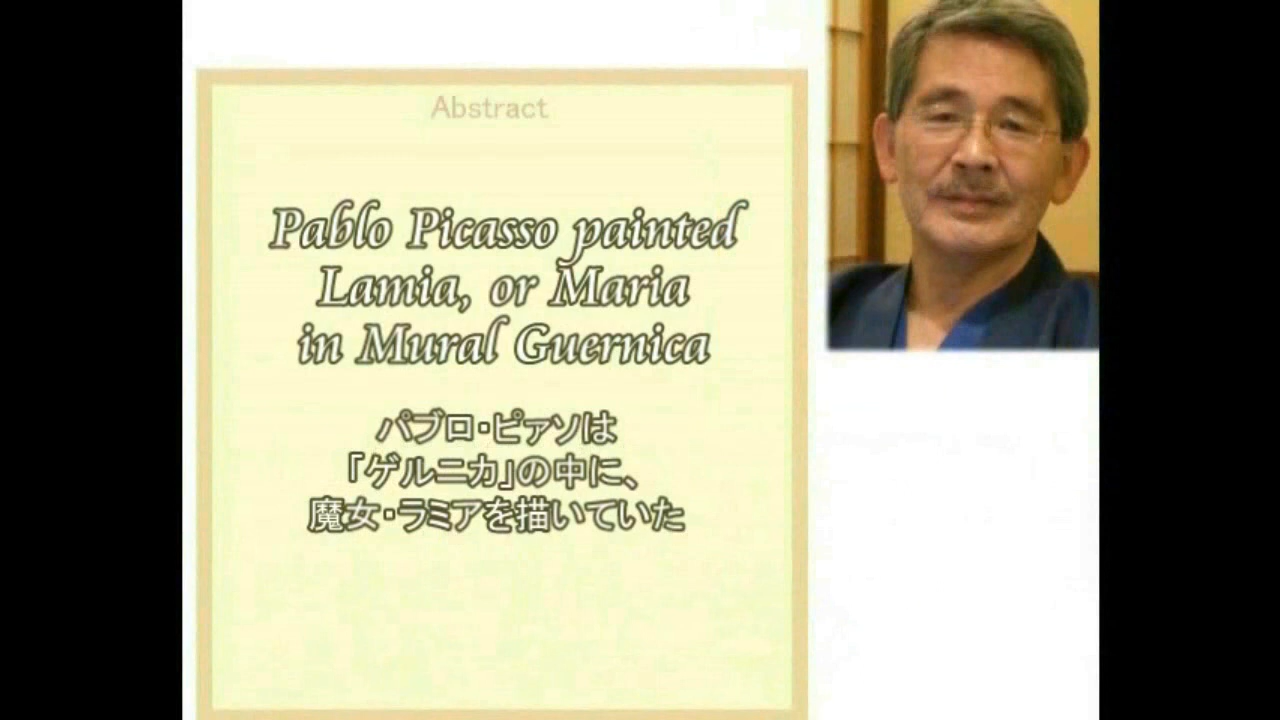 Abstract
Pablo Picasso painted
Lamia, or Maria
in Mural Guernica
パブロ・ピァソは
「ゲルニカ」の中に、
魔女・ラミアを描いていた